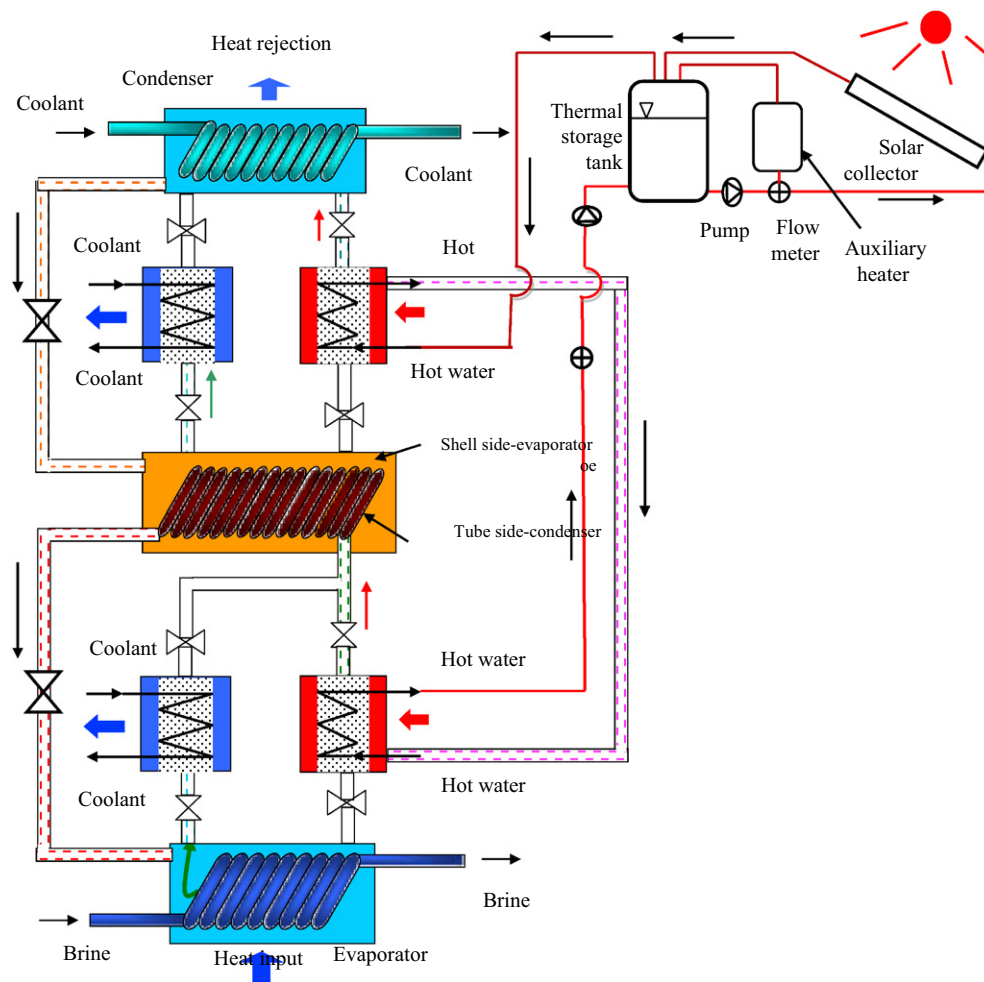 Heat rejection
Condenser
Coolant
Coolant
Thermal
storage
tank
Solar
collector
Pump
Flow
meter
Auxiliary
heater
Coolant
Hot
Coolant
Hot water
Shell side-evaporator
oe
Tube side-condenser
Coolant
Hot water
Coolant
Hot water
Brine
Brine
Heat input
Evaporator